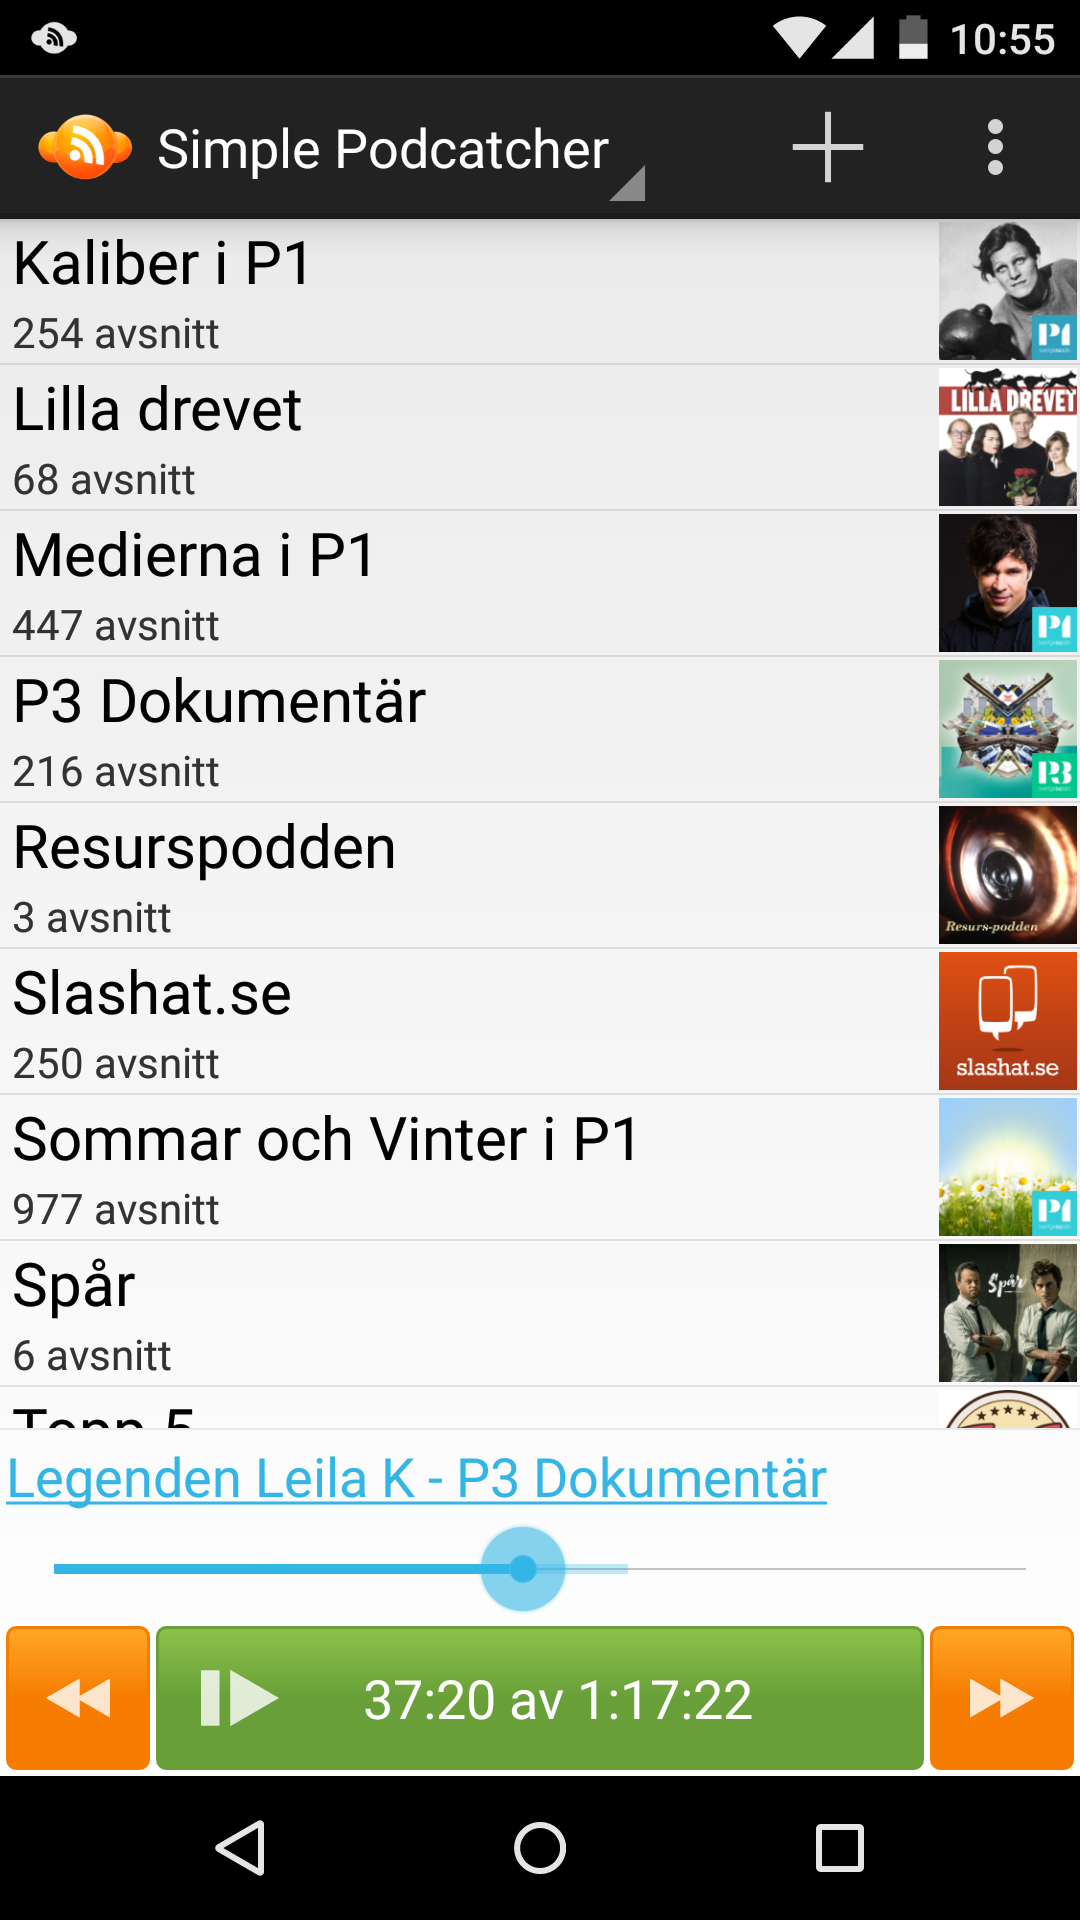 10:55
Simple Podcatcher
Kaliber i P1
254 avsnitt
P1
Lilla drevet
68 avsnitt
LILLA DREVET
Medierna i P1
447 avsnitt
P1
P3 Dokumentär
216 avsnitt
P3
Resurspodden
3 avsnitt
Resurs-podden
Slashat.se
250 avsnitt
slashat.se
Sommar och Vinter i P1
977 avsnitt
P1
Spår
6 avsnitt
Spår
Topp 5
Legenden Leila K - P3 Dokumentär
37:20 av 1:17:22